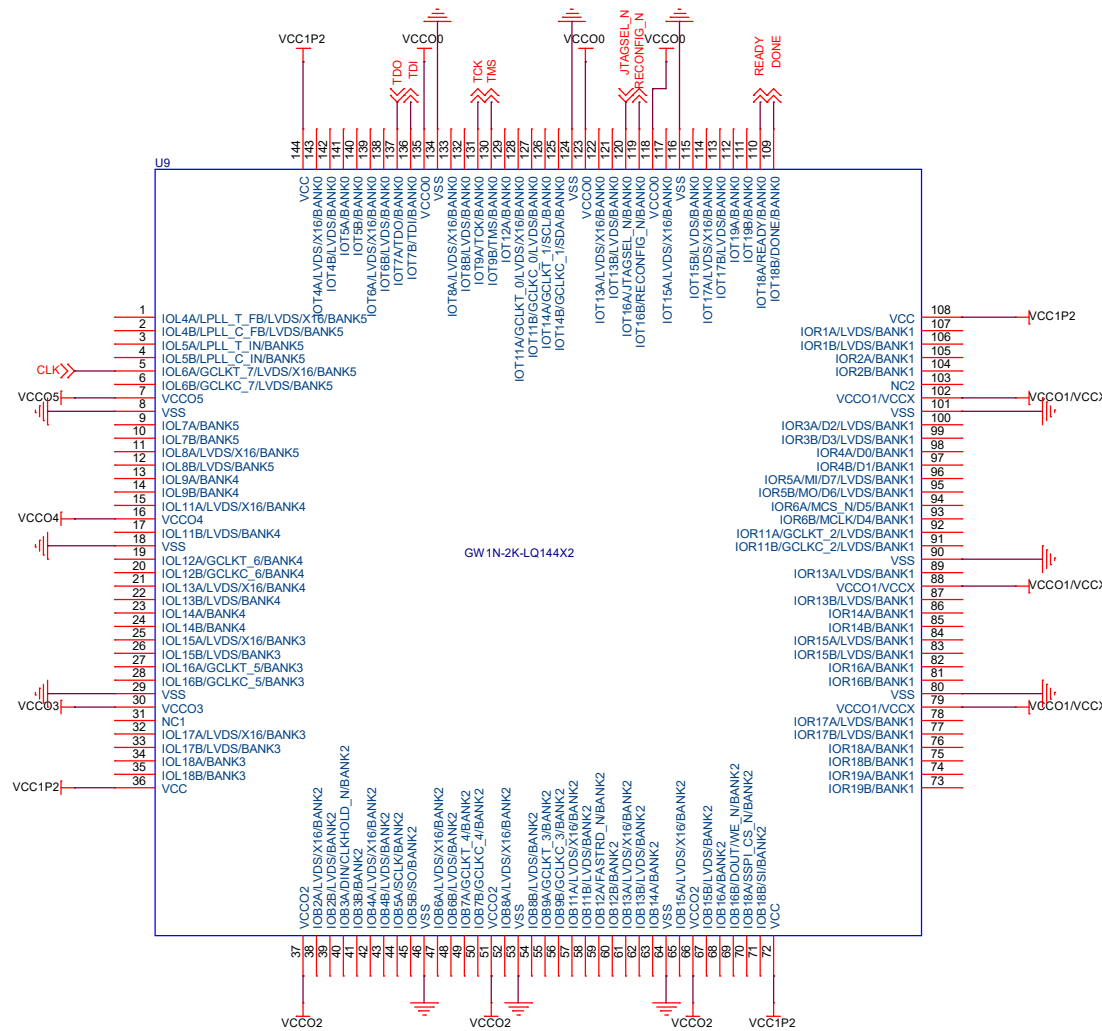 VCC1P2
TDO
TDI
VCCO0
TCK
TMS
VCCO0
JTAGSEL_N
RECONFIG_N
VCCO0
READY
DONE
U9
144 VCC
143 IOT4A/LVDS/X16/BANK0
142 IOT4B/LVDS/BANK0
141 IOT5A/BANK0
140 IOT5B/BANK0
139 IOT6A/LVDS/X16/BANK0
138 IOT6B/LVDS/BANK0
137 IOT7A/TDO/BANK0
136 IOT7B/TDI/BANK0
135 VCCO0
134 VSS
133 IOT8A/LVDS/X16/BANK0
132 IOT8B/LVDS/BANK0
131 IOT9A/TCK/BANK0
130 IOT9B/TMS/BANK0
129 IOT12A/BANK0
128 IOT11A/GCLKT_0/LVDS/X16/BANK0
127 IOT11B/GCLKC_0/LVDS/BANK0
126 IOT14A/GCLKT_1/SCL/BANK0
125 IOT14B/GCLKC_1/SDA/BANK0
124 VSS
123 VCCO0
122 IOT13A/LVDS/X16/BANK0
121 IOT13B/LVDS/BANK0
120 IOT16A/JTAGSEL_N/BANK0
119 IOT16B/RECONFIG_N/BANK0
118 VCCO0
117 IOT15A/LVDS/X16/BANK0
116 VSS
115 IOT15B/LVDS/BANK0
114 IOT17A/LVDS/X16/BANK0
113 IOT17B/LVDS/BANK0
112 IOT19A/BANK0
111 IOT19B/BANK0
110 IOT18A/READY/BANK0
109 IOT18B/DONE/BANK0
1 IOL4A/LPLL_T_FB/LVDS/X16/BANK5
2 IOL4B/LPLL_C_FB/LVDS/BANK5
3 IOL5A/LPLL_T_IN/BANK5
4 IOL5B/LPLL_C_IN/BANK5
CLK 5 IOL6A/GCLKT_7/LVDS/X16/BANK5
6 IOL6B/GCLKC_7/LVDS/BANK5
VCCO5 7 VCCO5
8 VSS
9 IOL7A/BANK5
10 IOL7B/BANK5
11 IOL8A/LVDS/X16/BANK5
12 IOL8B/LVDS/BANK5
13 IOL9A/BANK4
14 IOL9B/BANK4
15 IOL11A/LVDS/X16/BANK4
VCCO4 16 VCCO4
17 IOL11B/LVDS/BANK4
18 VSS
19 IOL12A/GCLKT_6/BANK4
20 IOL12B/GCLKC_6/BANK4
21 IOL13A/LVDS/X16/BANK4
22 IOL13B/LVDS/BANK4
23 IOL14A/BANK4
24 IOL14B/BANK4
25 IOL15A/LVDS/X16/BANK3
26 IOL15B/LVDS/BANK3
27 IOL16A/GCLKT_5/BANK3
28 IOL16B/GCLKC_5/BANK3
29 VSS
VCCO3 30 VCCO3
31 NC1
32 IOL17A/LVDS/X16/BANK3
33 IOL17B/LVDS/BANK3
34 IOL18A/BANK3
35 IOL18B/BANK3
VCC1P2 36 VCC
GW1N-2K-LQ144X2
VCC 108 VCC1P2
IOR1A/LVDS/BANK1 107
IOR1B/LVDS/BANK1 106
IOR2A/BANK1 105
IOR2B/BANK1 104
NC2 103
VCCO1/VCCX 102 VCCO1/VCCX
VSS 101
IOR3A/D2/LVDS/BANK1 100
IOR3B/D3/LVDS/BANK1 99
IOR4A/D0/BANK1 98
IOR4B/D1/BANK1 97
IOR5A/MI/D7/LVDS/BANK1 96
IOR5B/MO/D6/LVDS/BANK1 95
IOR6A/MCS_N/D5/BANK1 94
IOR6B/MCLK/D4/BANK1 93
IOR11A/GCLKT_2/LVDS/BANK1 92
IOR11B/GCLKC_2/LVDS/BANK1 91
VSS 90
IOR13A/LVDS/BANK1 89
VCCO1/VCCX 88 VCCO1/VCCX
IOR13B/LVDS/BANK1 87
IOR14A/BANK1 86
IOR14B/BANK1 85
IOR15A/LVDS/BANK1 84
IOR15B/LVDS/BANK1 83
IOR16A/BANK1 82
IOR16B/BANK1 81
VSS 80
VCCO1/VCCX 79 VCCO1/VCCX
IOR17A/LVDS/BANK1 78
IOR17B/LVDS/BANK1 77
IOR18A/BANK1 76
IOR18B/BANK1 75
IOR19A/BANK1 74
IOR19B/BANK1 73
VCCO2 37
IOB2A/LVDS/X16/BANK2 38
IOB2B/LVDS/BANK2 39
IOB3A/DIN/CLKHOLD_N/BANK2 40
IOB3B/BANK2 41
IOB4A/LVDS/X16/BANK2 42
IOB4B/LVDS/BANK2 43
IOB5A/SCLK/BANK2 44
IOB5B/SO/BANK2 45
VSS 46
IOB6A/LVDS/X16/BANK2 47
IOB6B/LVDS/BANK2 48
IOB7A/GCLKT_4/BANK2 49
IOB7B/GCLKC_4/BANK2 50
VCCO2 51
IOB8A/LVDS/X16/BANK2 52
VSS 53
IOB8B/LVDS/BANK2 54
IOB9A/GCLKT_3/BANK2 55
IOB9B/GCLKC_3/BANK2 56
IOB11A/LVDS/X16/BANK2 57
IOB11B/LVDS/BANK2 58
IOB12A/FASTRD_N/BANK2 59
IOB12B/BANK2 60
IOB13A/LVDS/X16/BANK2 61
IOB13B/LVDS/BANK2 62
IOB14A/BANK2 63
VSS 64
IOB15A/LVDS/X16/BANK2 65
VCCO2 66
IOB15B/LVDS/BANK2 67
IOB16A/BANK2 68
IOB16B/DOUT/WE_N/BANK2 69
IOB18A/SSPI_CS_N/BANK2 70
IOB18B/SI/BANK2 71
VCC 72
VCCO2
VCCO2
VCCO2
VCC1P2